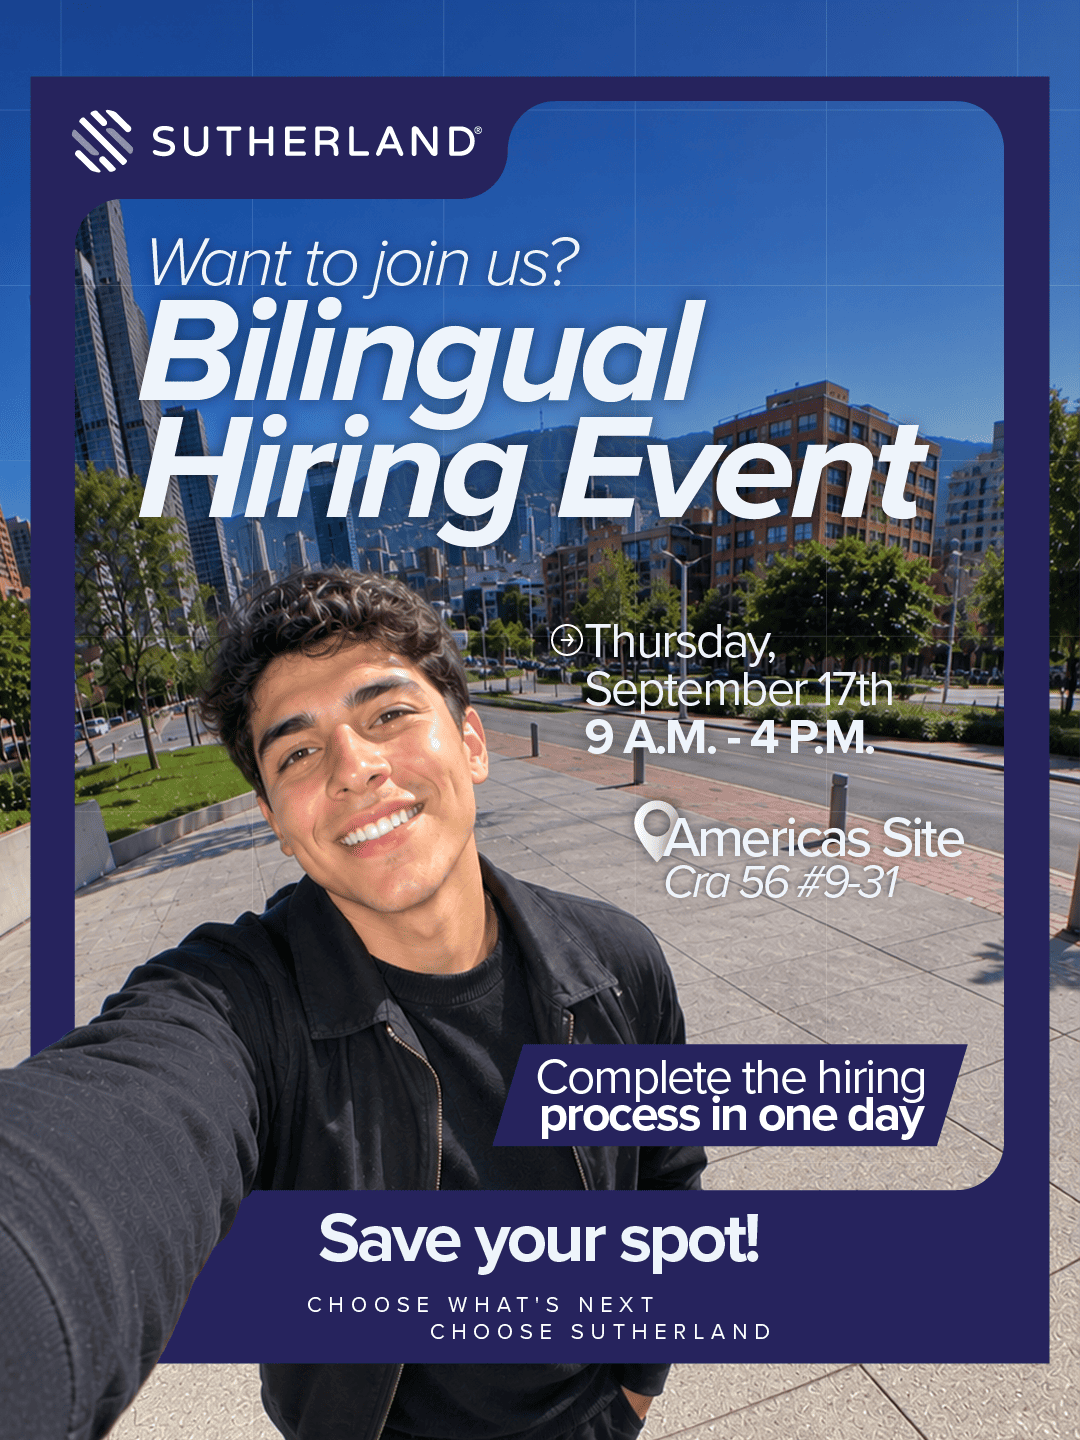 SUTHERLAND®
Want to join us?
Bilingual
Hiring Event
Thursday,
September 17th
9 A.M. - 4 P.M.
Americas Site
Cra 56 #9-31
Complete the hiring
process in one day
Save your spot!
CHOOSE WHAT'S NEXT
CHOOSE SUTHERLAND